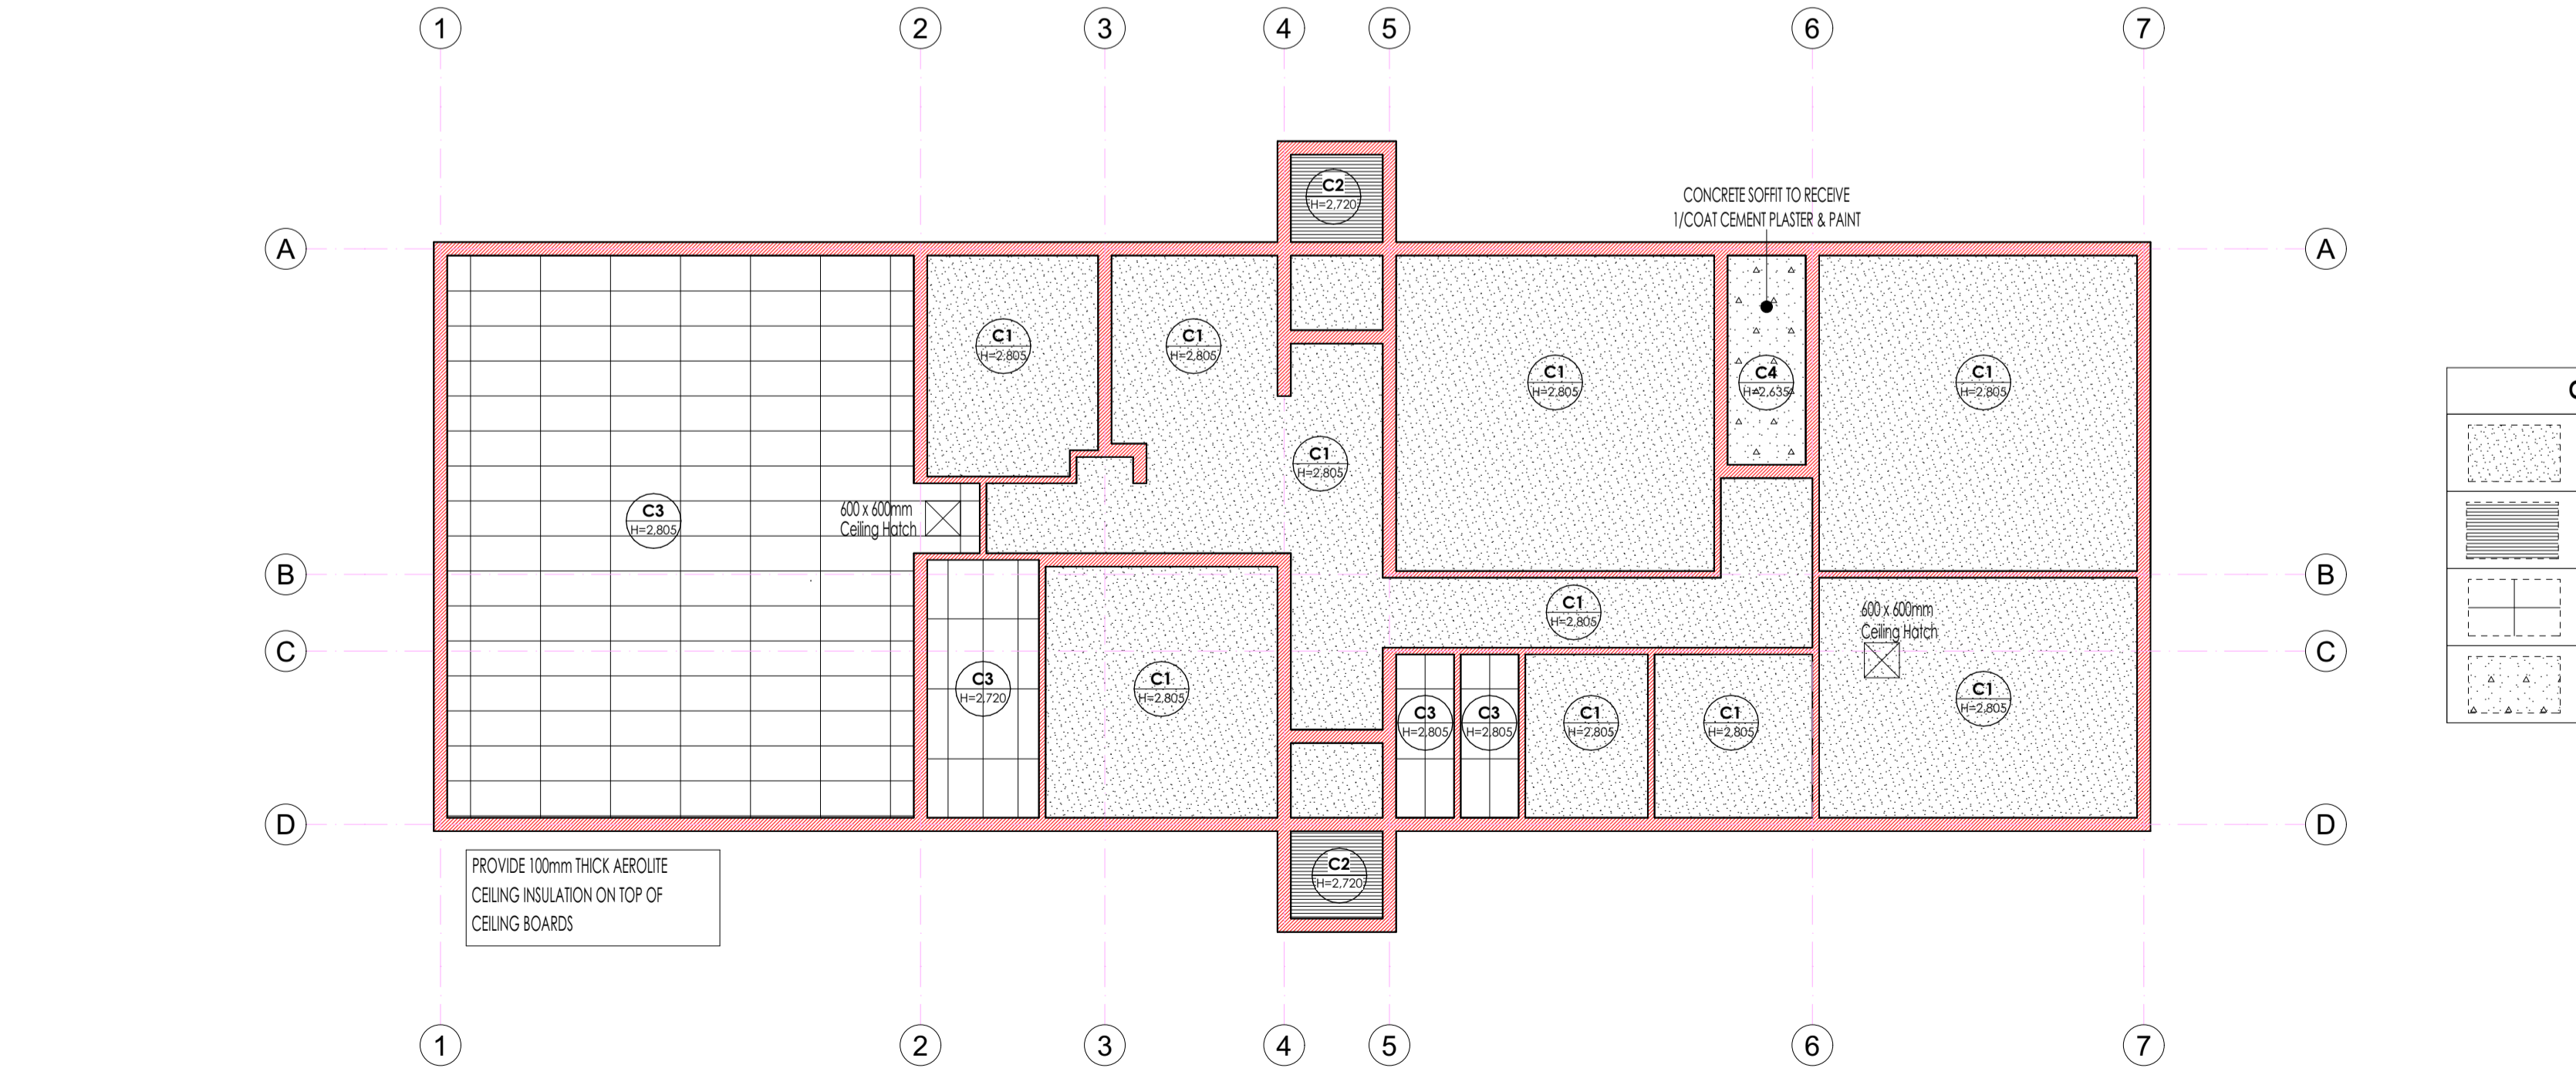 1 2 3 4 5 6 7
C2
H=2,720
CONCRETE SOFFIT TO RECEIVE
1/COAT CEMENT PLASTER & PAINT
A A
C1
H=2,805
C1
H=2,805
C1
H=2,805
C4
H=2,635
C1
H=2,805
C1
H=2,805
C3
H=2,805
600 x 600mm
Ceiling Hatch
B B
C1
H=2,805
600 x 600mm
Ceiling Hatch
C C
C3
H=2,720
C1
H=2,805
C3
H=2,805
C3
H=2,805
C1
H=2,805
C1
H=2,805
C1
H=2,805
D D
PROVIDE 100mm THICK AEROLITE
CEILING INSULATION ON TOP OF
CEILING BOARDS
C2
H=2,720
1 2 3 4 5 6 7